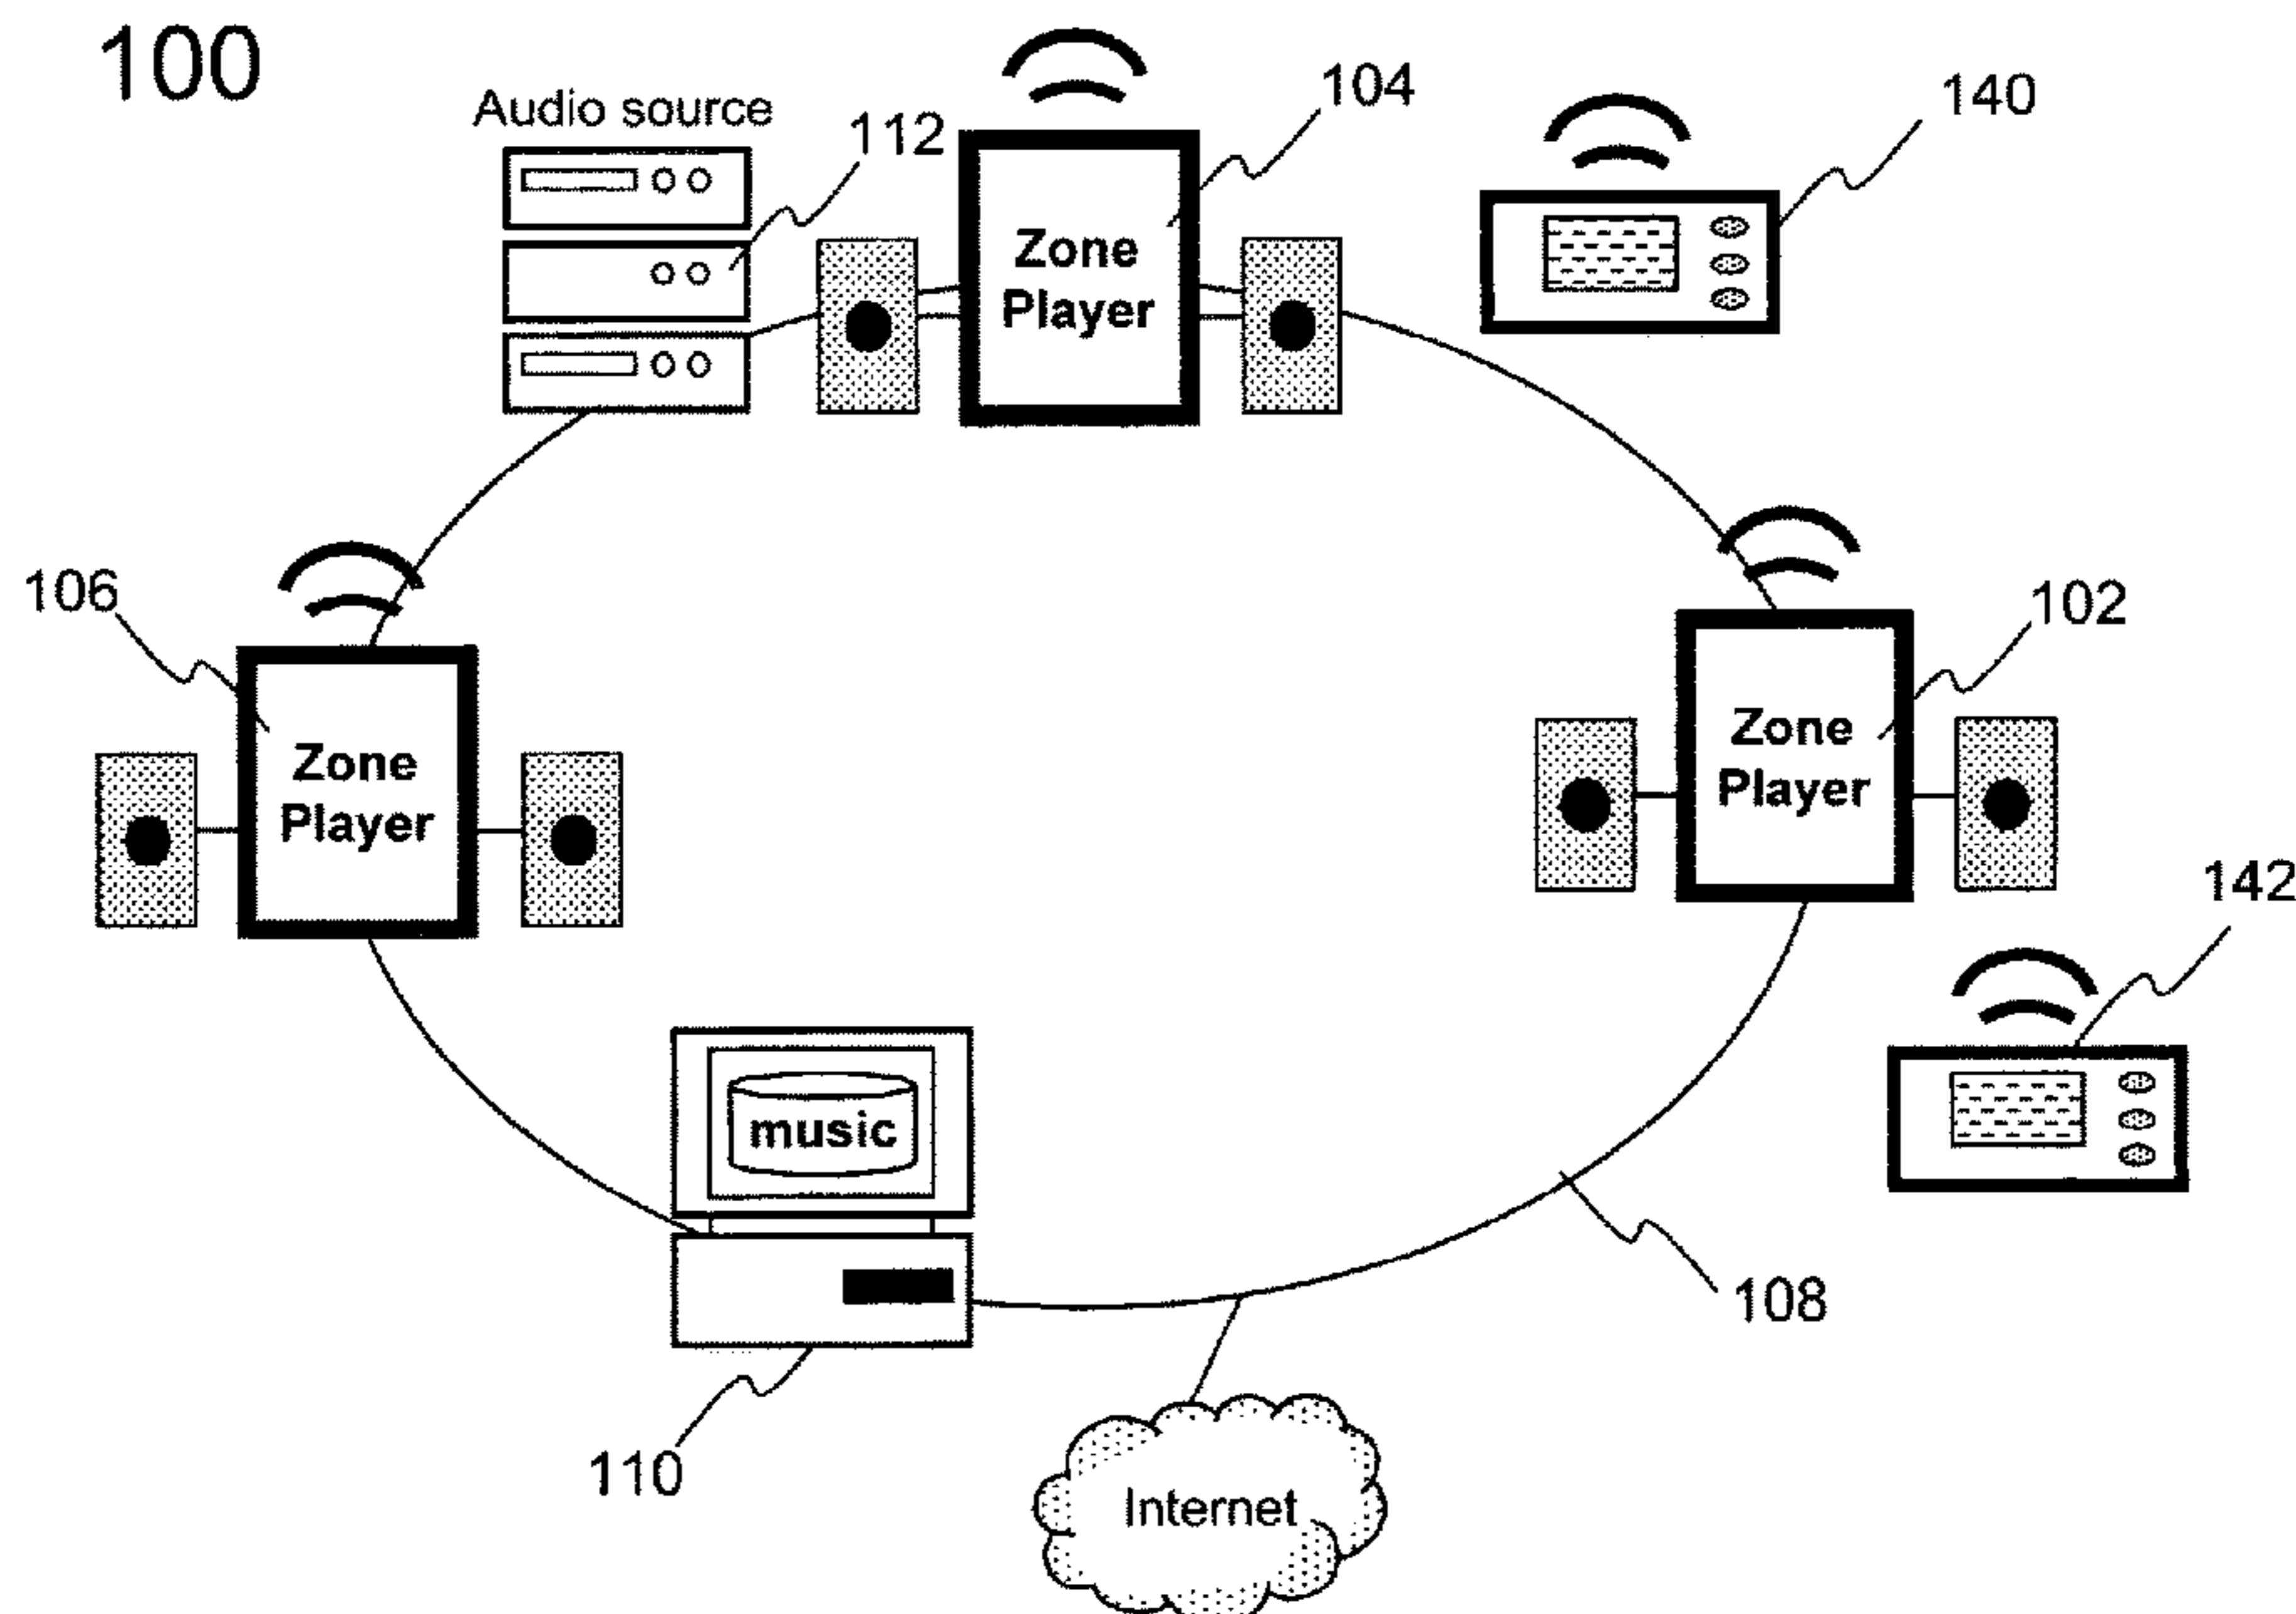 100
Audio source
112
104
140
Zone
Player
106
102
Zone
Player
Zone
Player
142
music
108
110
Internet